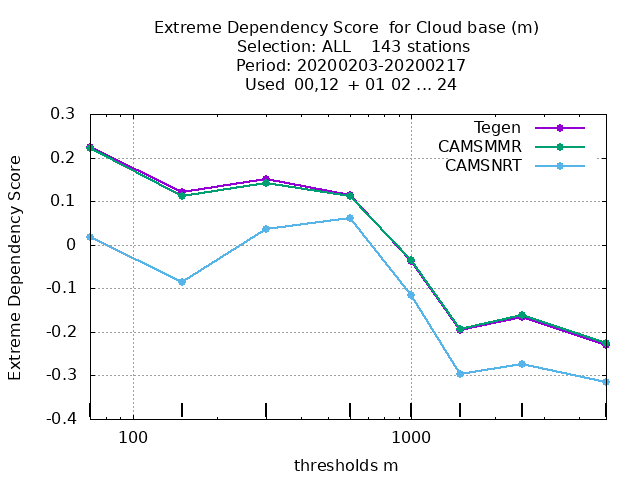 Extreme Dependency Score  for Cloud base (m)
Selection: ALL    143 stations
Period: 20200203-20200217
Used  00,12  + 01 02 ... 24
Tegen
CAMSMMR
CAMSNRT
Extreme Dependency Score
0.3
0.2
0.1
0
-0.1
-0.2
-0.3
-0.4
100 1000
thresholds m